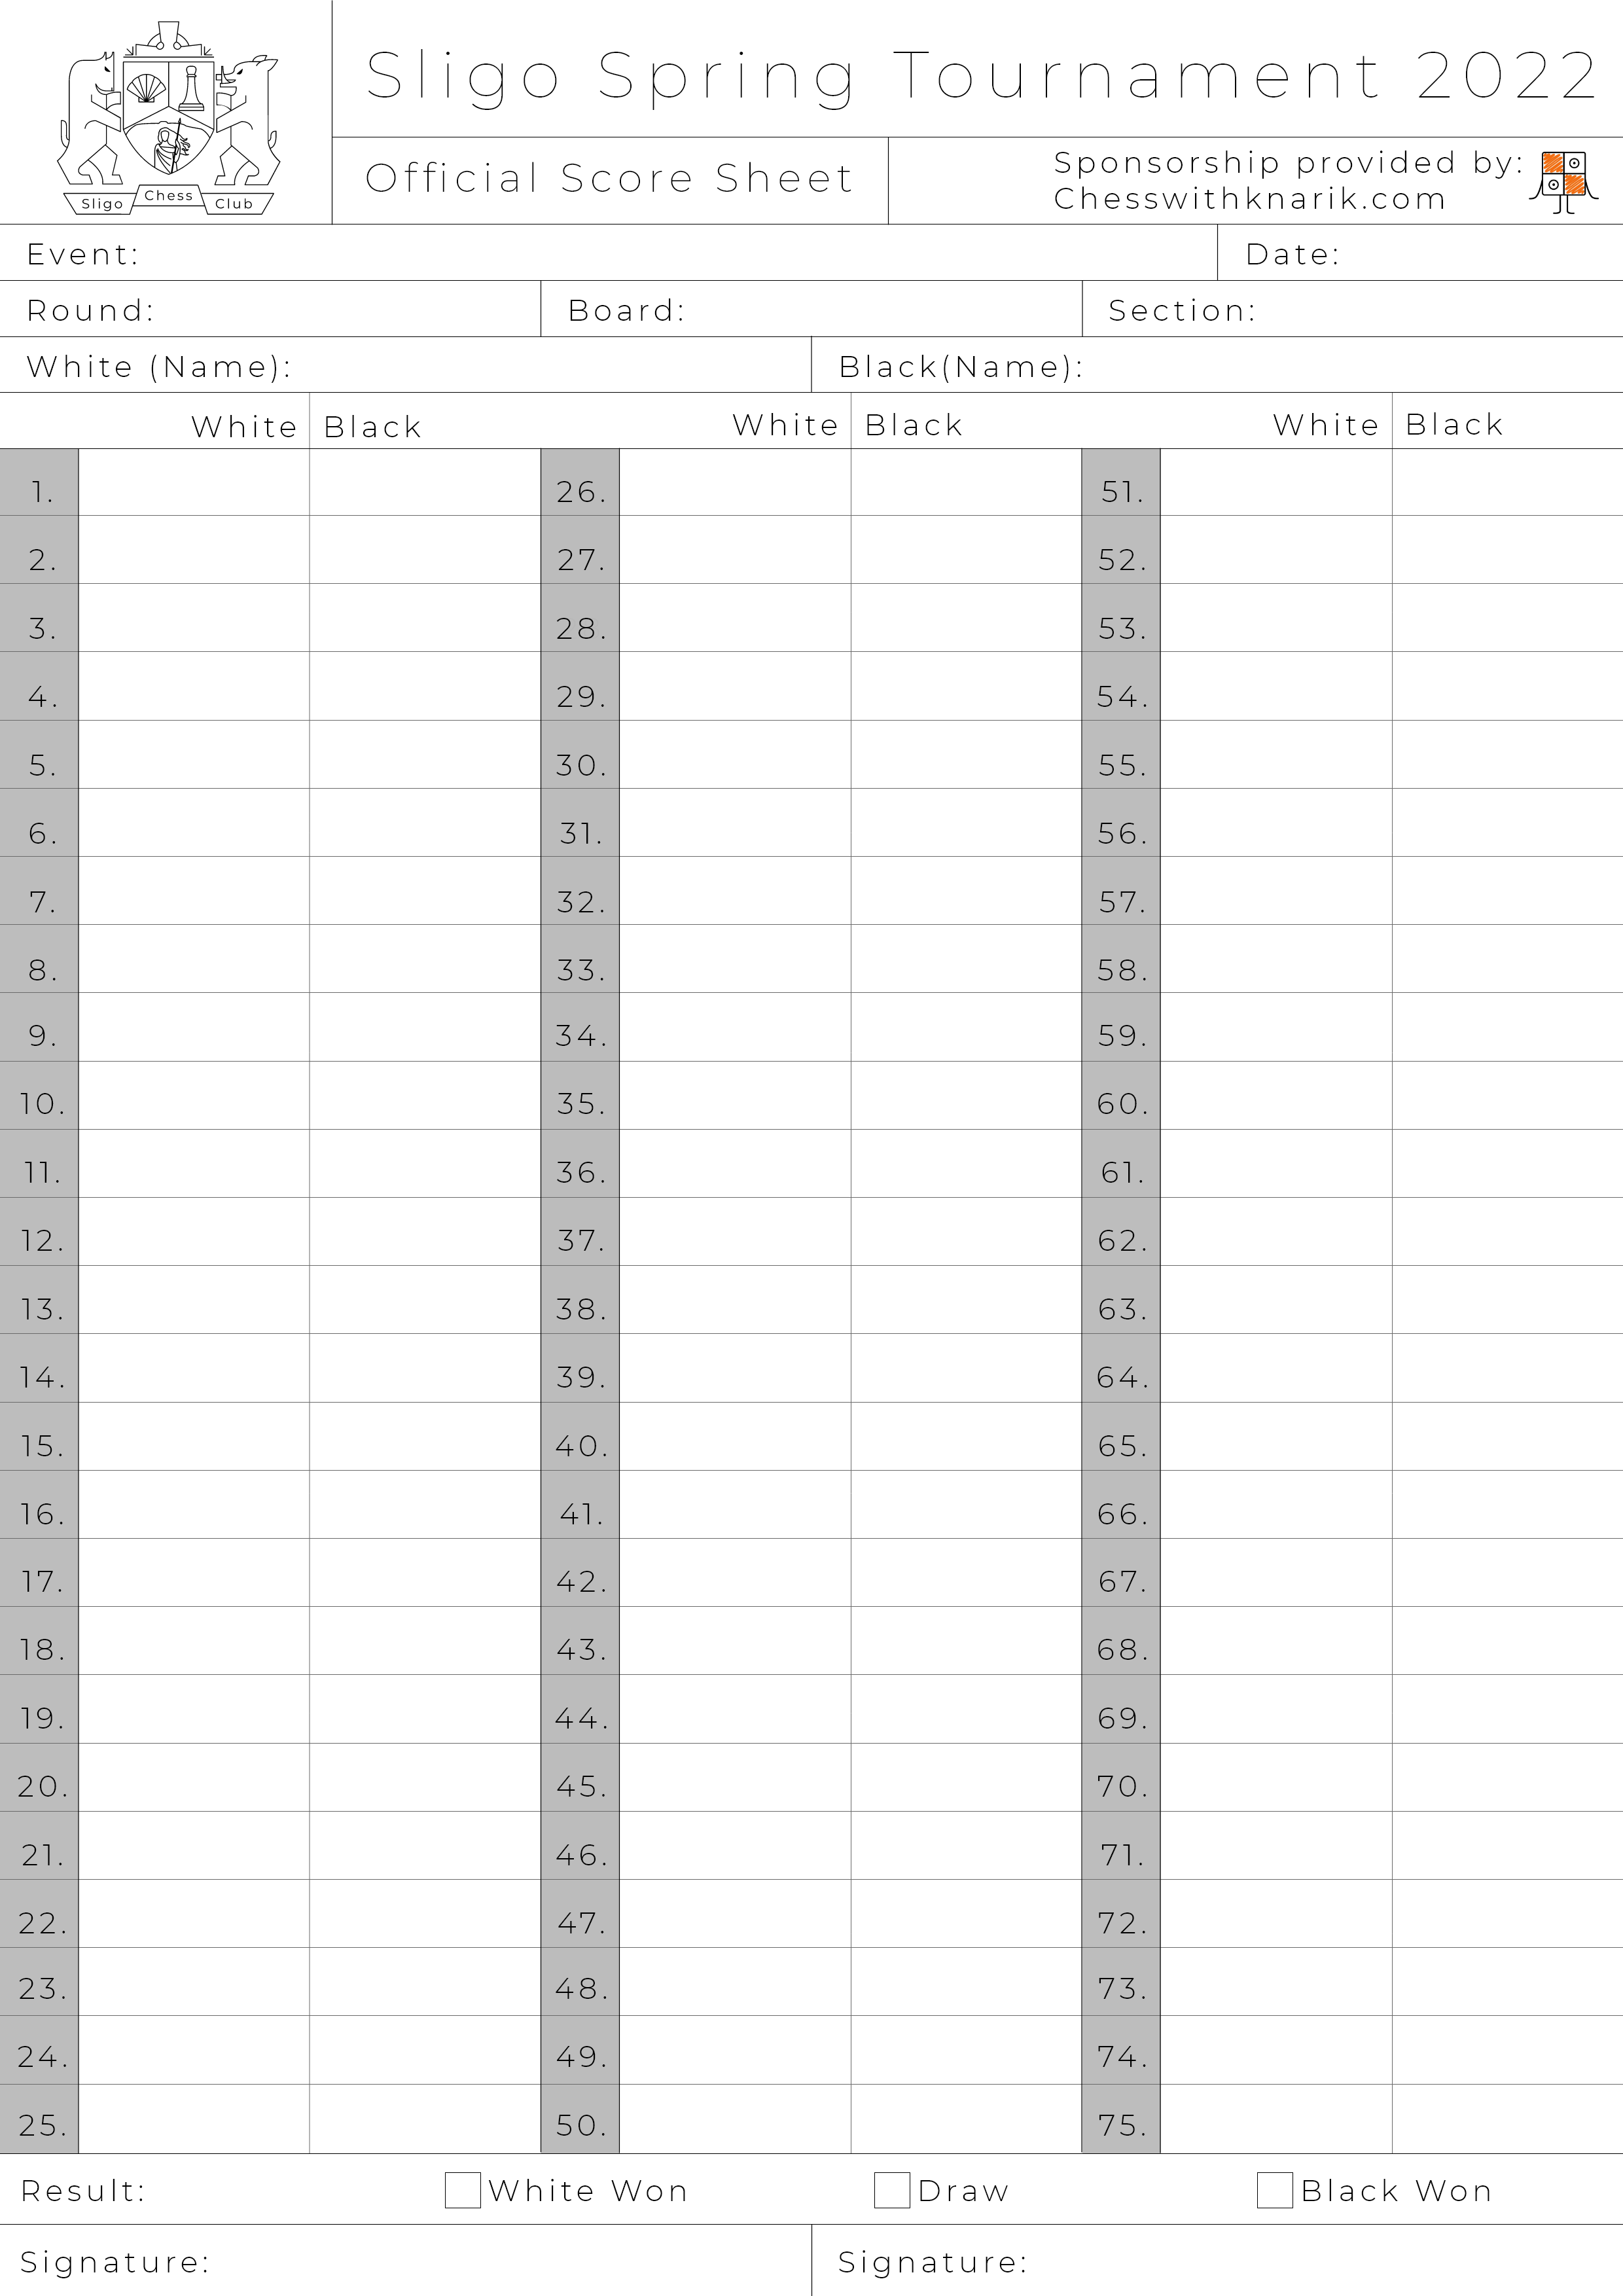 Sligo Spring Tournament 2022
Official Score Sheet
Sponsorship provided by:
Chesswithknarik.com
Sligo Chess Club
Event: Date:
Round: Board: Section:
White (Name): Black(Name):
White Black White Black White Black
1. 26. 51.
2. 27. 52.
3. 28. 53.
4. 29. 54.
5. 30. 55.
6. 31. 56.
7. 32. 57.
8. 33. 58.
9. 34. 59.
10. 35. 60.
11. 36. 61.
12. 37. 62.
13. 38. 63.
14. 39. 64.
15. 40. 65.
16. 41. 66.
17. 42. 67.
18. 43. 68.
19. 44. 69.
20. 45. 70.
21. 46. 71.
22. 47. 72.
23. 48. 73.
24. 49. 74.
25. 50. 75.
Result: White Won Draw Black Won
Signature: Signature: